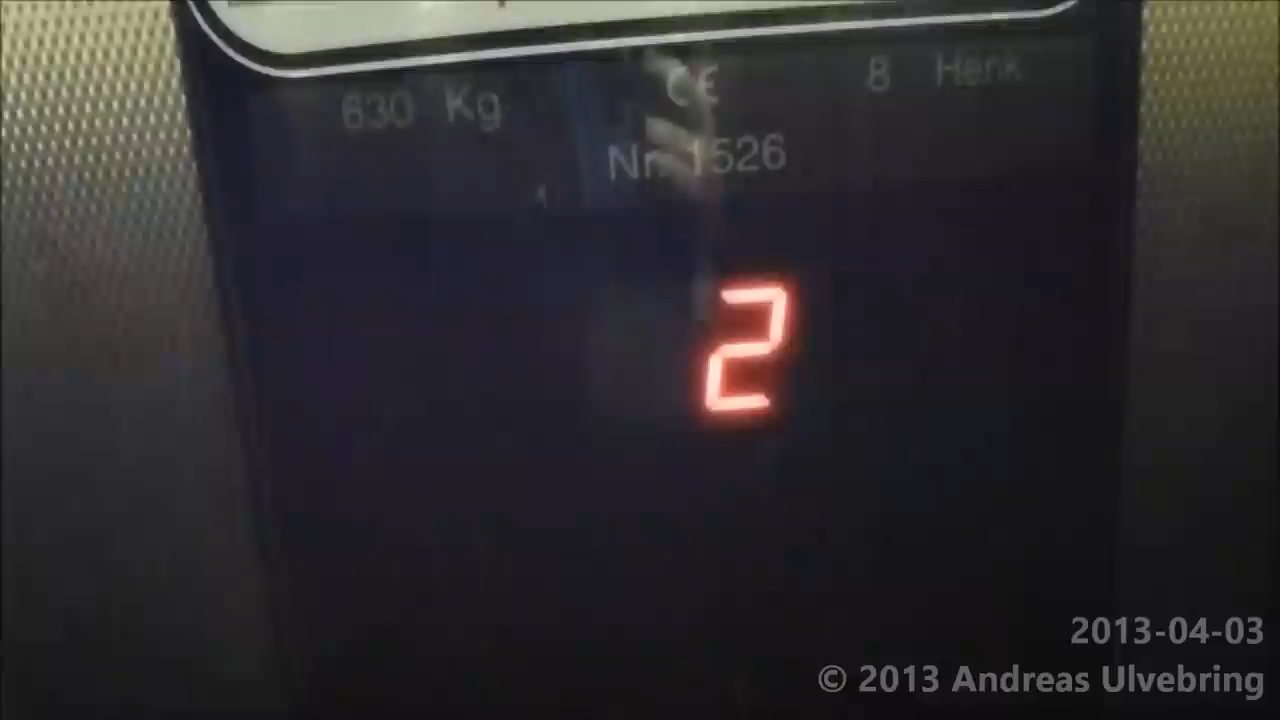 630 Kg CE 8 Henk
Nr. 1526
2
2013-04-03
© 2013 Andreas Ulvebring